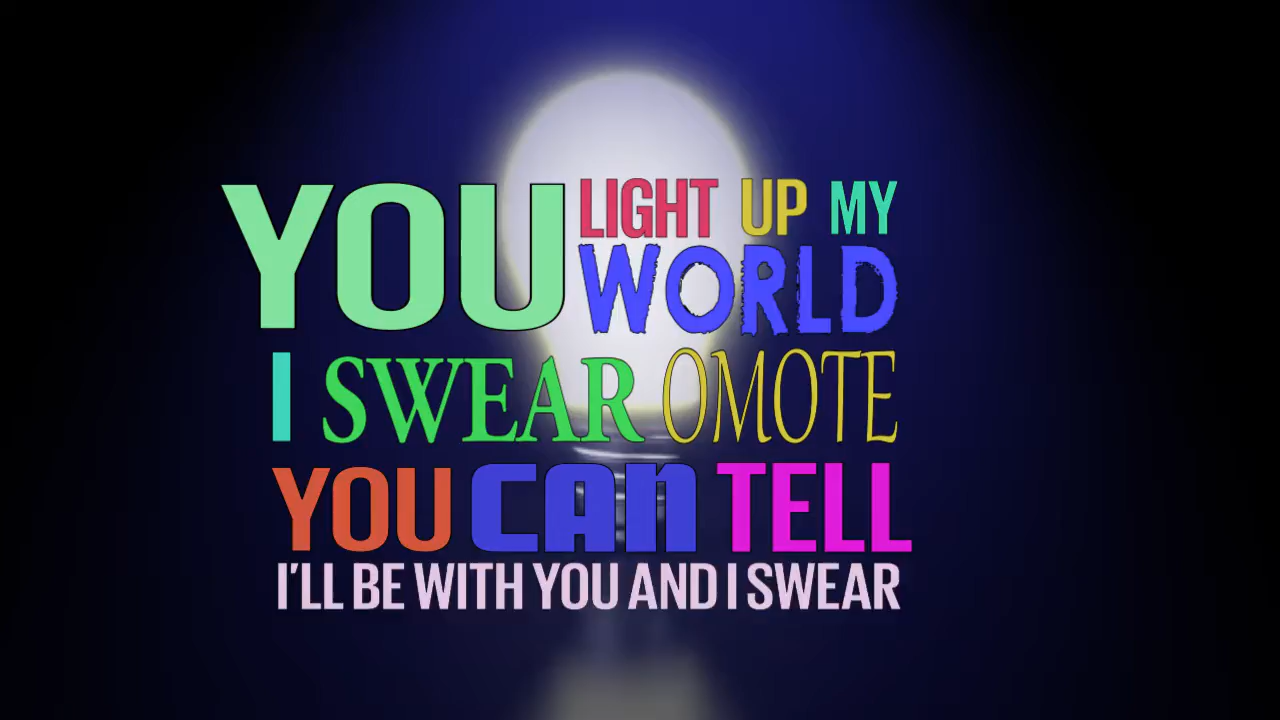 YOU LIGHT UP MY
WORLD
I SWEAR OMOTE
YOU CAN TELL
I'LL BE WITH YOU AND I SWEAR